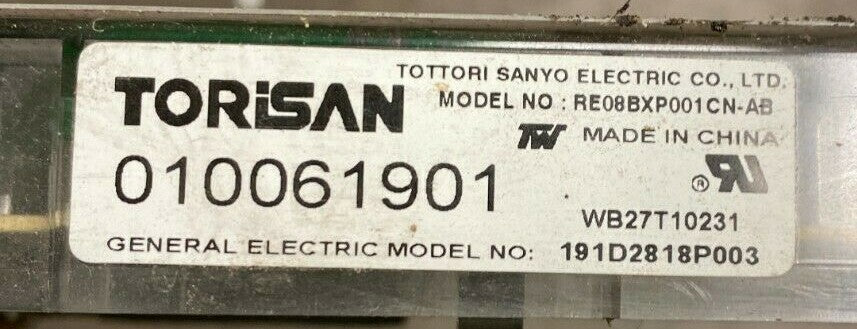 TORiSAN
TOTTORI SANYO ELECTRIC CO., LTD.
MODEL NO : RE08BXP001CN-AB
MADE IN CHINA
010061901
WB27T10231
GENERAL ELECTRIC MODEL NO: 191D2818P003